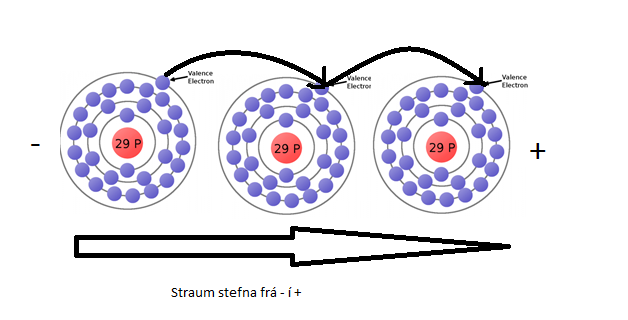 Valence
Electron
Valence
Electron
Valence
Electron
-
29 P
29 P
29 P
+
Straum stefna frá - í +